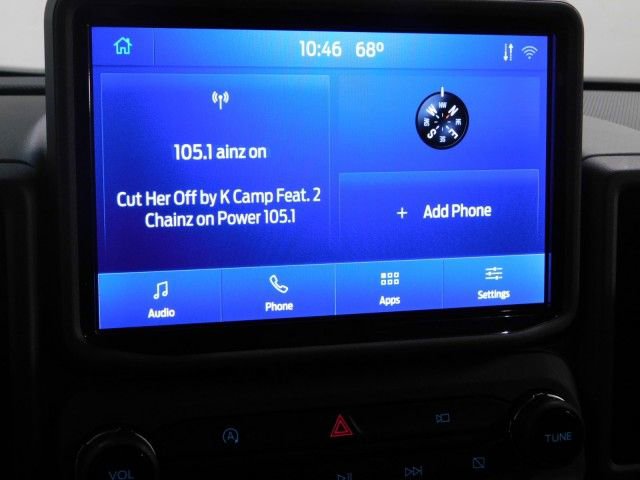 10:46 68º
105.1 ainz on
Cut Her Off by K Camp Feat. 2
Chainz on Power 105.1
N
E
S
W
+ Add Phone
Audio
Phone
Apps
Settings
A
VOL
TUNE